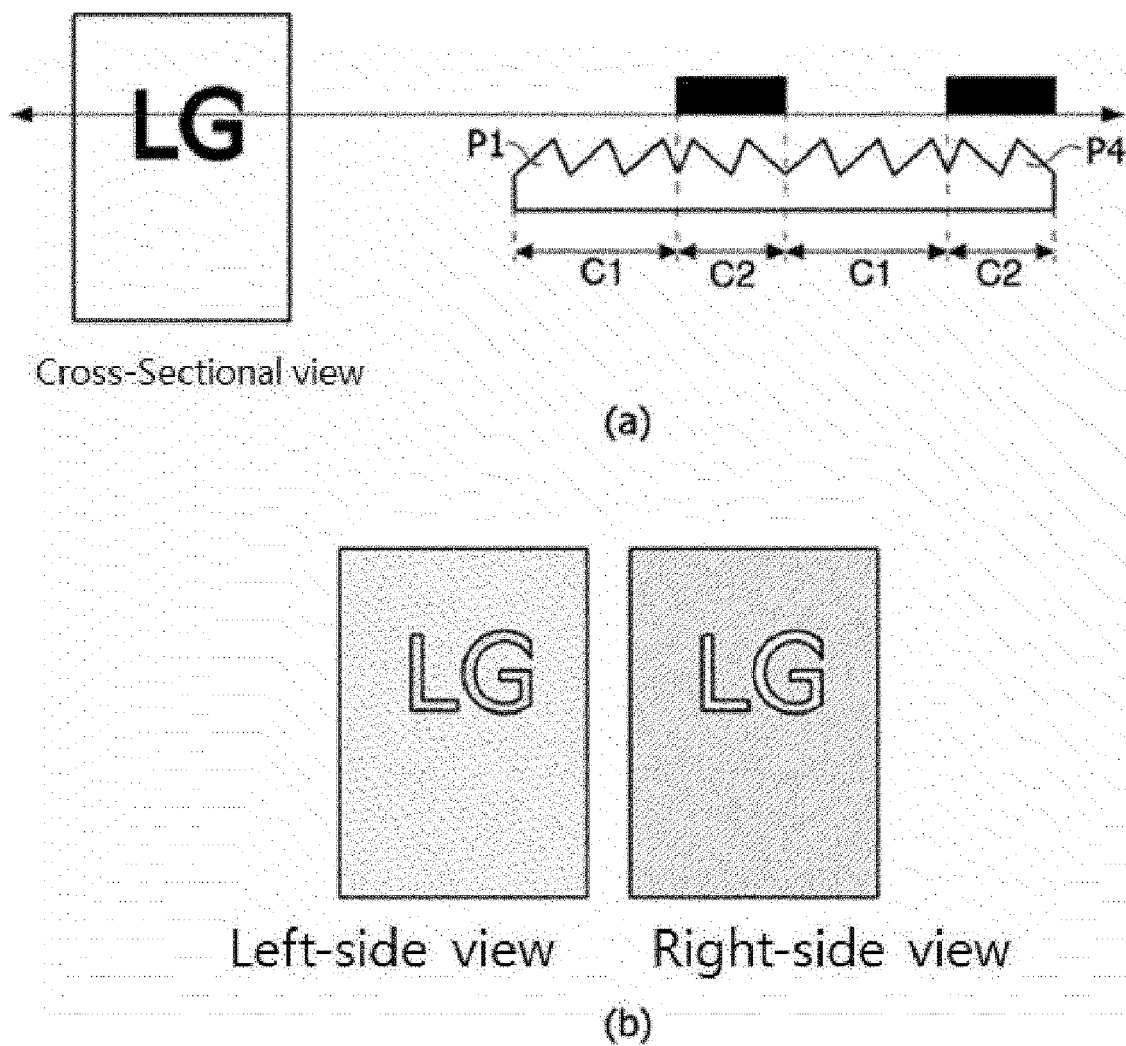 LG
P1
P4
C1 C2 C1 C2
Cross-Sectional view
(a)
LG LG
Left-side view Right-side view
(b)